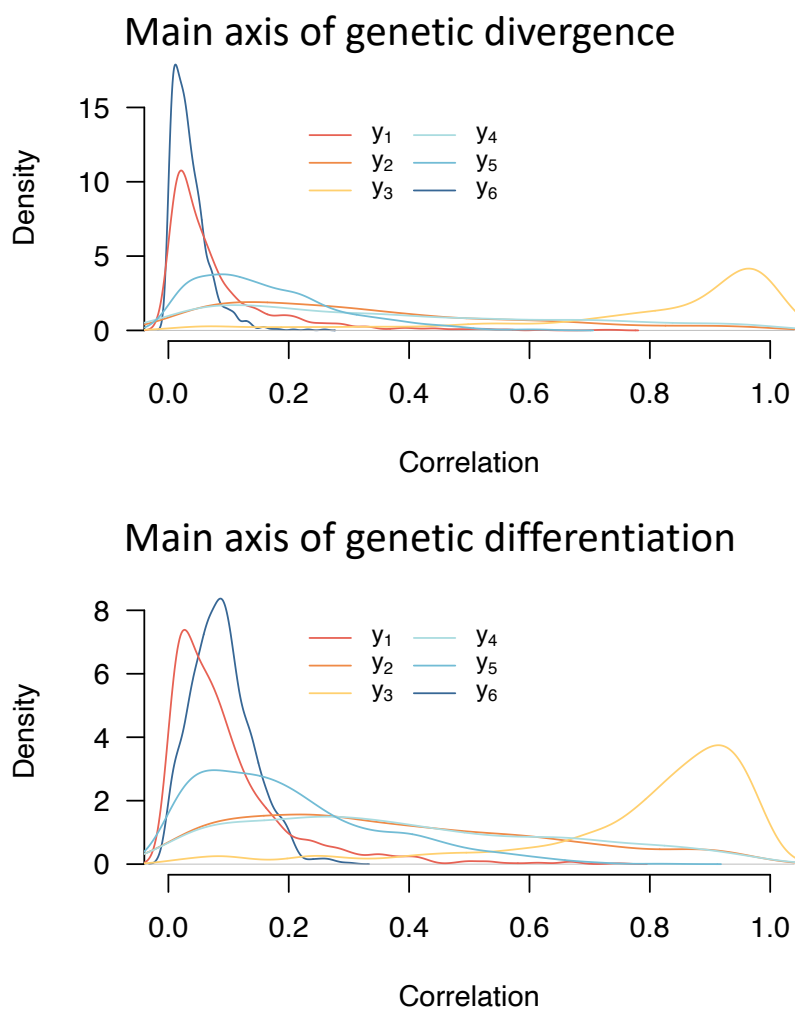 Main axis of genetic divergence
Density
15
10
5
0
y1 y4
y2 y5
y3 y6
0.0 0.2 0.4 0.6 0.8 1.0
Correlation
Main axis of genetic differentiation
Density
8
6
4
2
0
y1 y4
y2 y5
y3 y6
0.0 0.2 0.4 0.6 0.8 1.0
Correlation